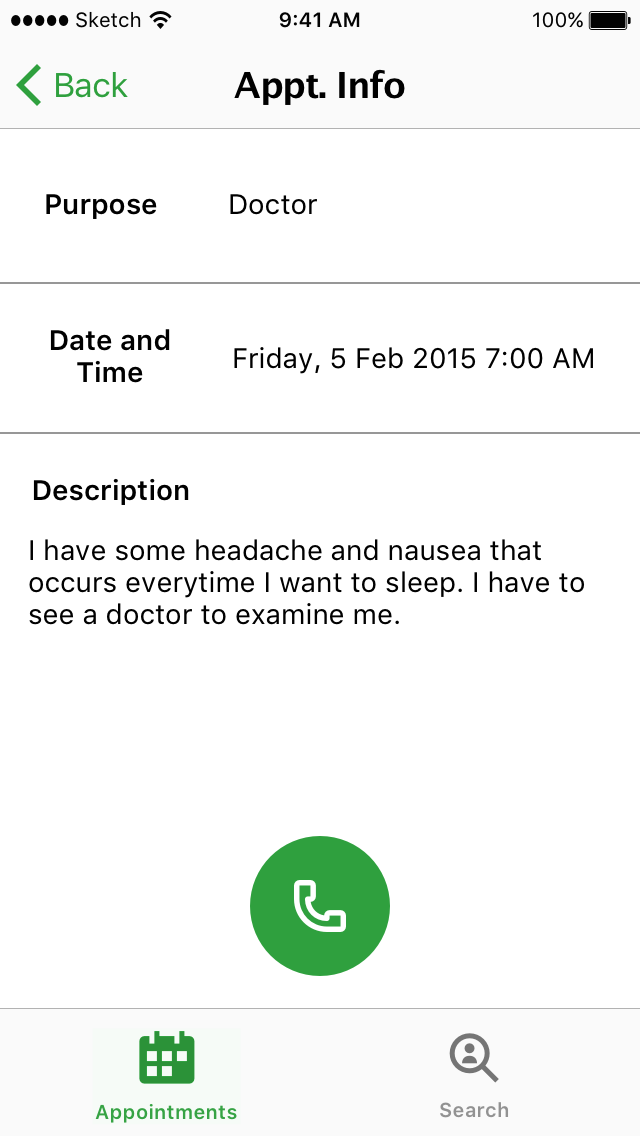 Sketch 9:41 AM 100%
Back Appt. Info
Purpose Doctor
Date and
Time
Friday, 5 Feb 2015 7:00 AM
Description
I have some headache and nausea that
occurs everytime I want to sleep. I have to
see a doctor to examine me.
Appointments Search